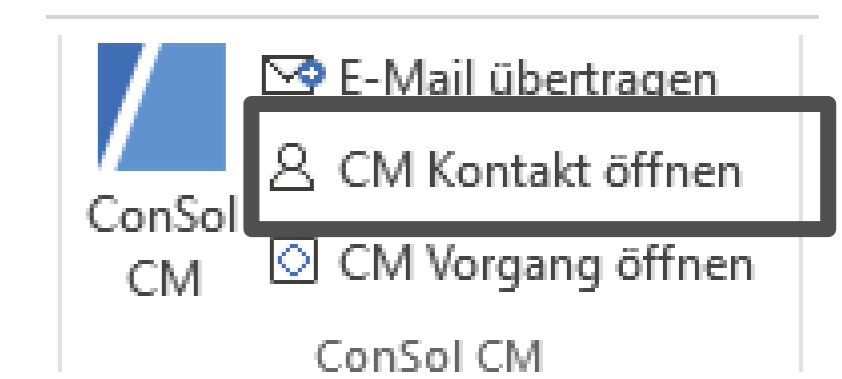 E-Mail übertragen
CM Kontakt öffnen
ConSol
CM
CM Vorgang öffnen
ConSol CM